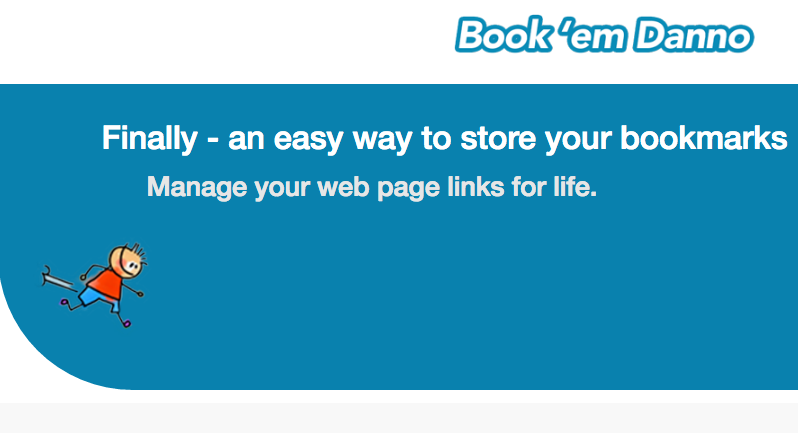 Book ‘em Danno
Finally - an easy way to store your bookmarks
Manage your web page links for life.